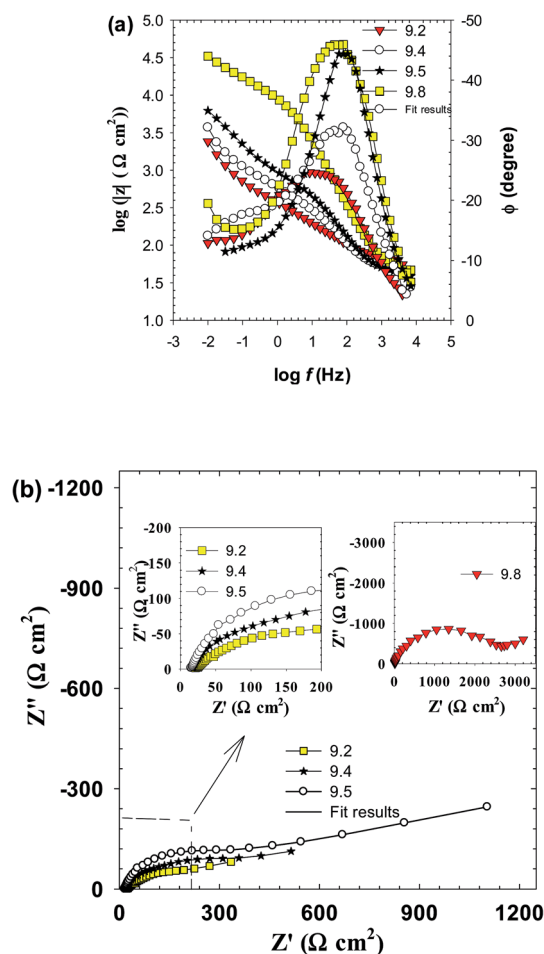 (a)
5.0
4.5
4.0
3.5
3.0
2.5
2.0
1.5
1.0
log (|z| ( Ω cm²))
-50
-40
-30
-20
-10
0
ϕ (degree)
9.2
9.4
9.5
9.8
Fit results
-3 -2 -1 0 1 2 3 4 5
log f (Hz)
(b)
-1200
-900
-600
-300
0
Z'' (Ω cm²)
-200
-150
-100
-50
0
Z'' (Ω cm²)
9.2
9.4
9.5
0 50 100 150 200
Z' (Ω cm²)
-3000
-2000
-1000
0
Z'' (Ω cm²)
9.8
0 1000 2000 3000
Z' (Ω cm²)
9.2
9.4
9.5
Fit results
0 300 600 900 1200
Z' (Ω cm²)